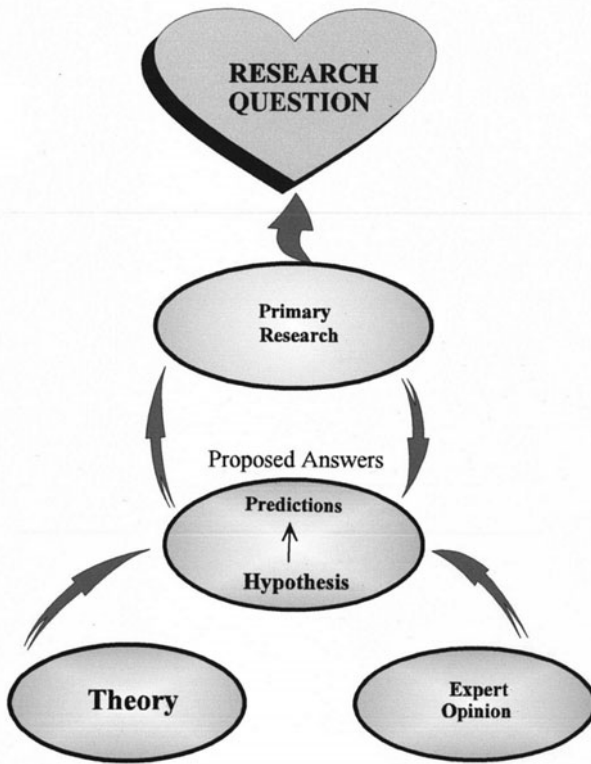 RESEARCH
QUESTION
Primary
Research
Proposed Answers
Predictions
Hypothesis
Theory
Expert
Opinion